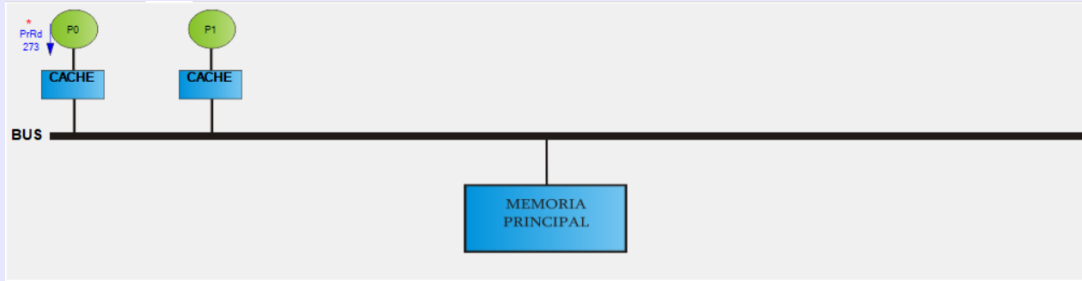 *
PrRd
273
P0
P1
CACHE
CACHE
BUS
MEMORIA
PRINCIPAL